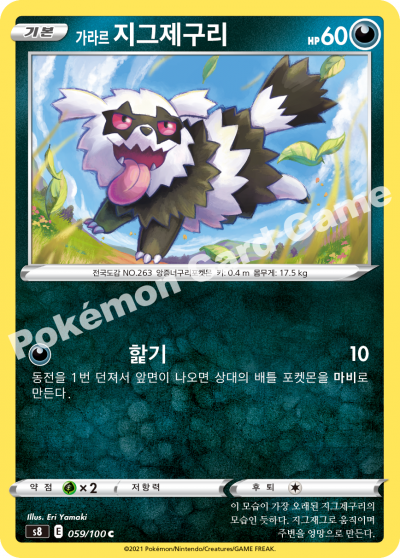 기본 가라르 지그제구리 HP 60
전국도감 NO.263 앙증너구리포켓몬 키: 0.4 m 몸무게: 17.5 kg
Pokémon Card Game
핥기 10
동전을 1번 던져서 앞면이 나오면 상대의 배틀 포켓몬을 마비로
만든다.
약점 ×2 저항력 후퇴
Illus. Eri Yamaki
s8 E 059/100 C
이 모습이 가장 오래된 지그제구리의
모습인 듯하다. 지그재그로 움직이며
주변을 엉망으로 만든다.
©2021 Pokémon/Nintendo/Creatures/GAME FREAK.